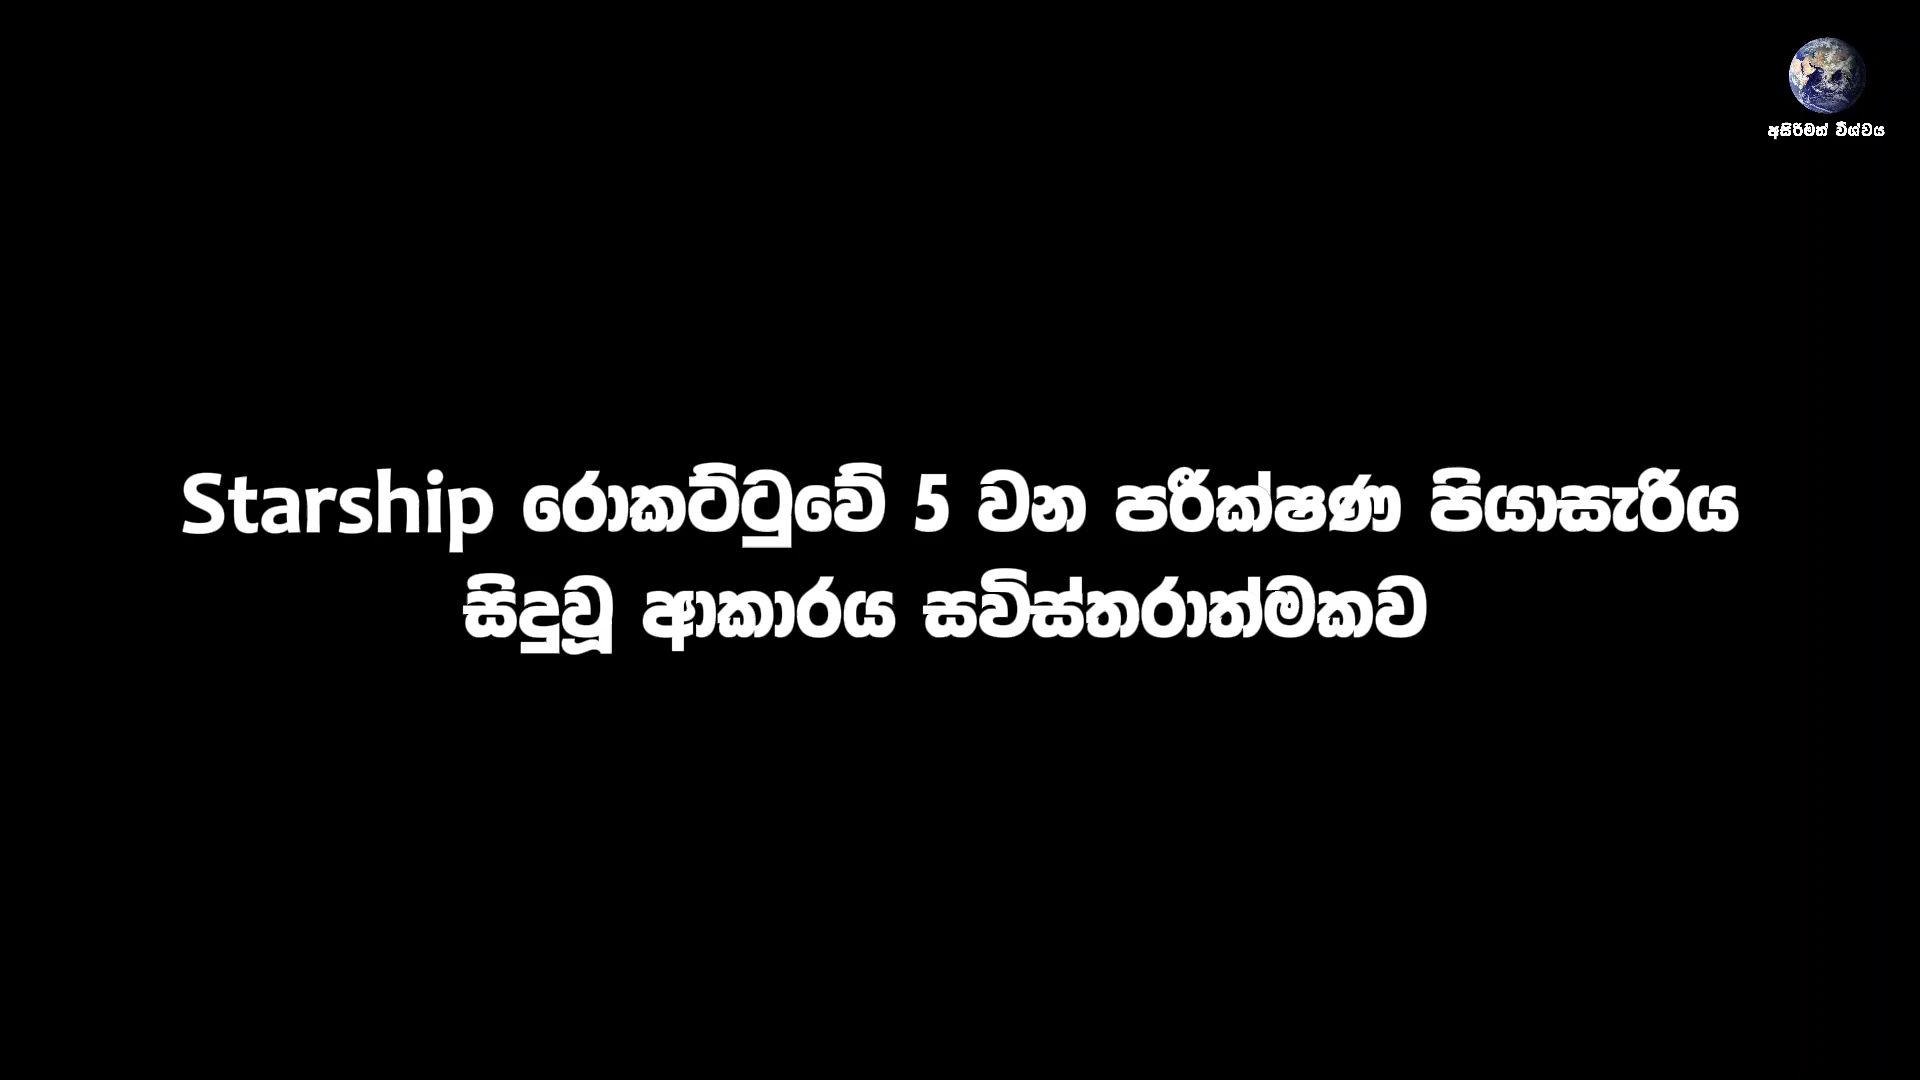 අසිරිමත් විශ්වය
Starship රොකට්ටුවේ 5 වන පරීක්ෂණ පියාසැරිය
සිදුවූ ආකාරය සවිස්තරාත්මකව